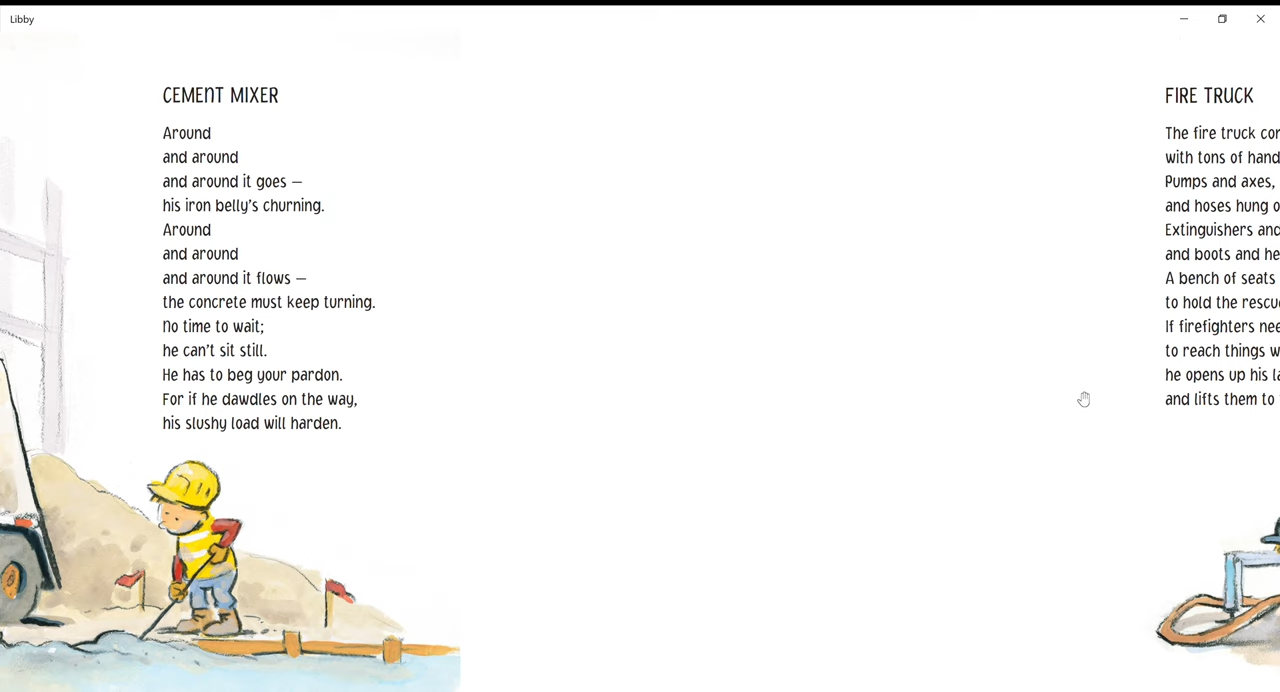 Libby
CEMENT MIXER
Around
and around
and around it goes —
his iron belly's churning.
Around
and around
and around it flows —
the concrete must keep turning.
No time to wait;
he can't sit still.
He has to beg your pardon.
For if he dawdles on the way,
his slushy load will harden.
FIRE TRUCK
The fire truck
with tons of
Pumps and axes,
and hoses hung
Extinguishers
and boots and
A bench of seats
to hold the
If firefighters
to reach things
he opens up his
and lifts them to